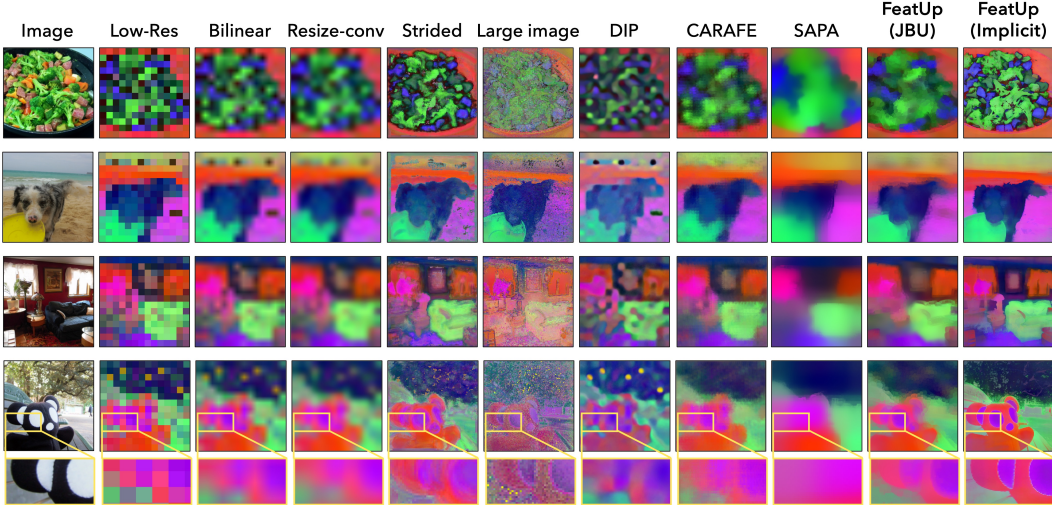 Image Low-Res Bilinear Resize-conv Strided Large image DIP CARAFE SAPA FeatUp (JBU) FeatUp (Implicit)